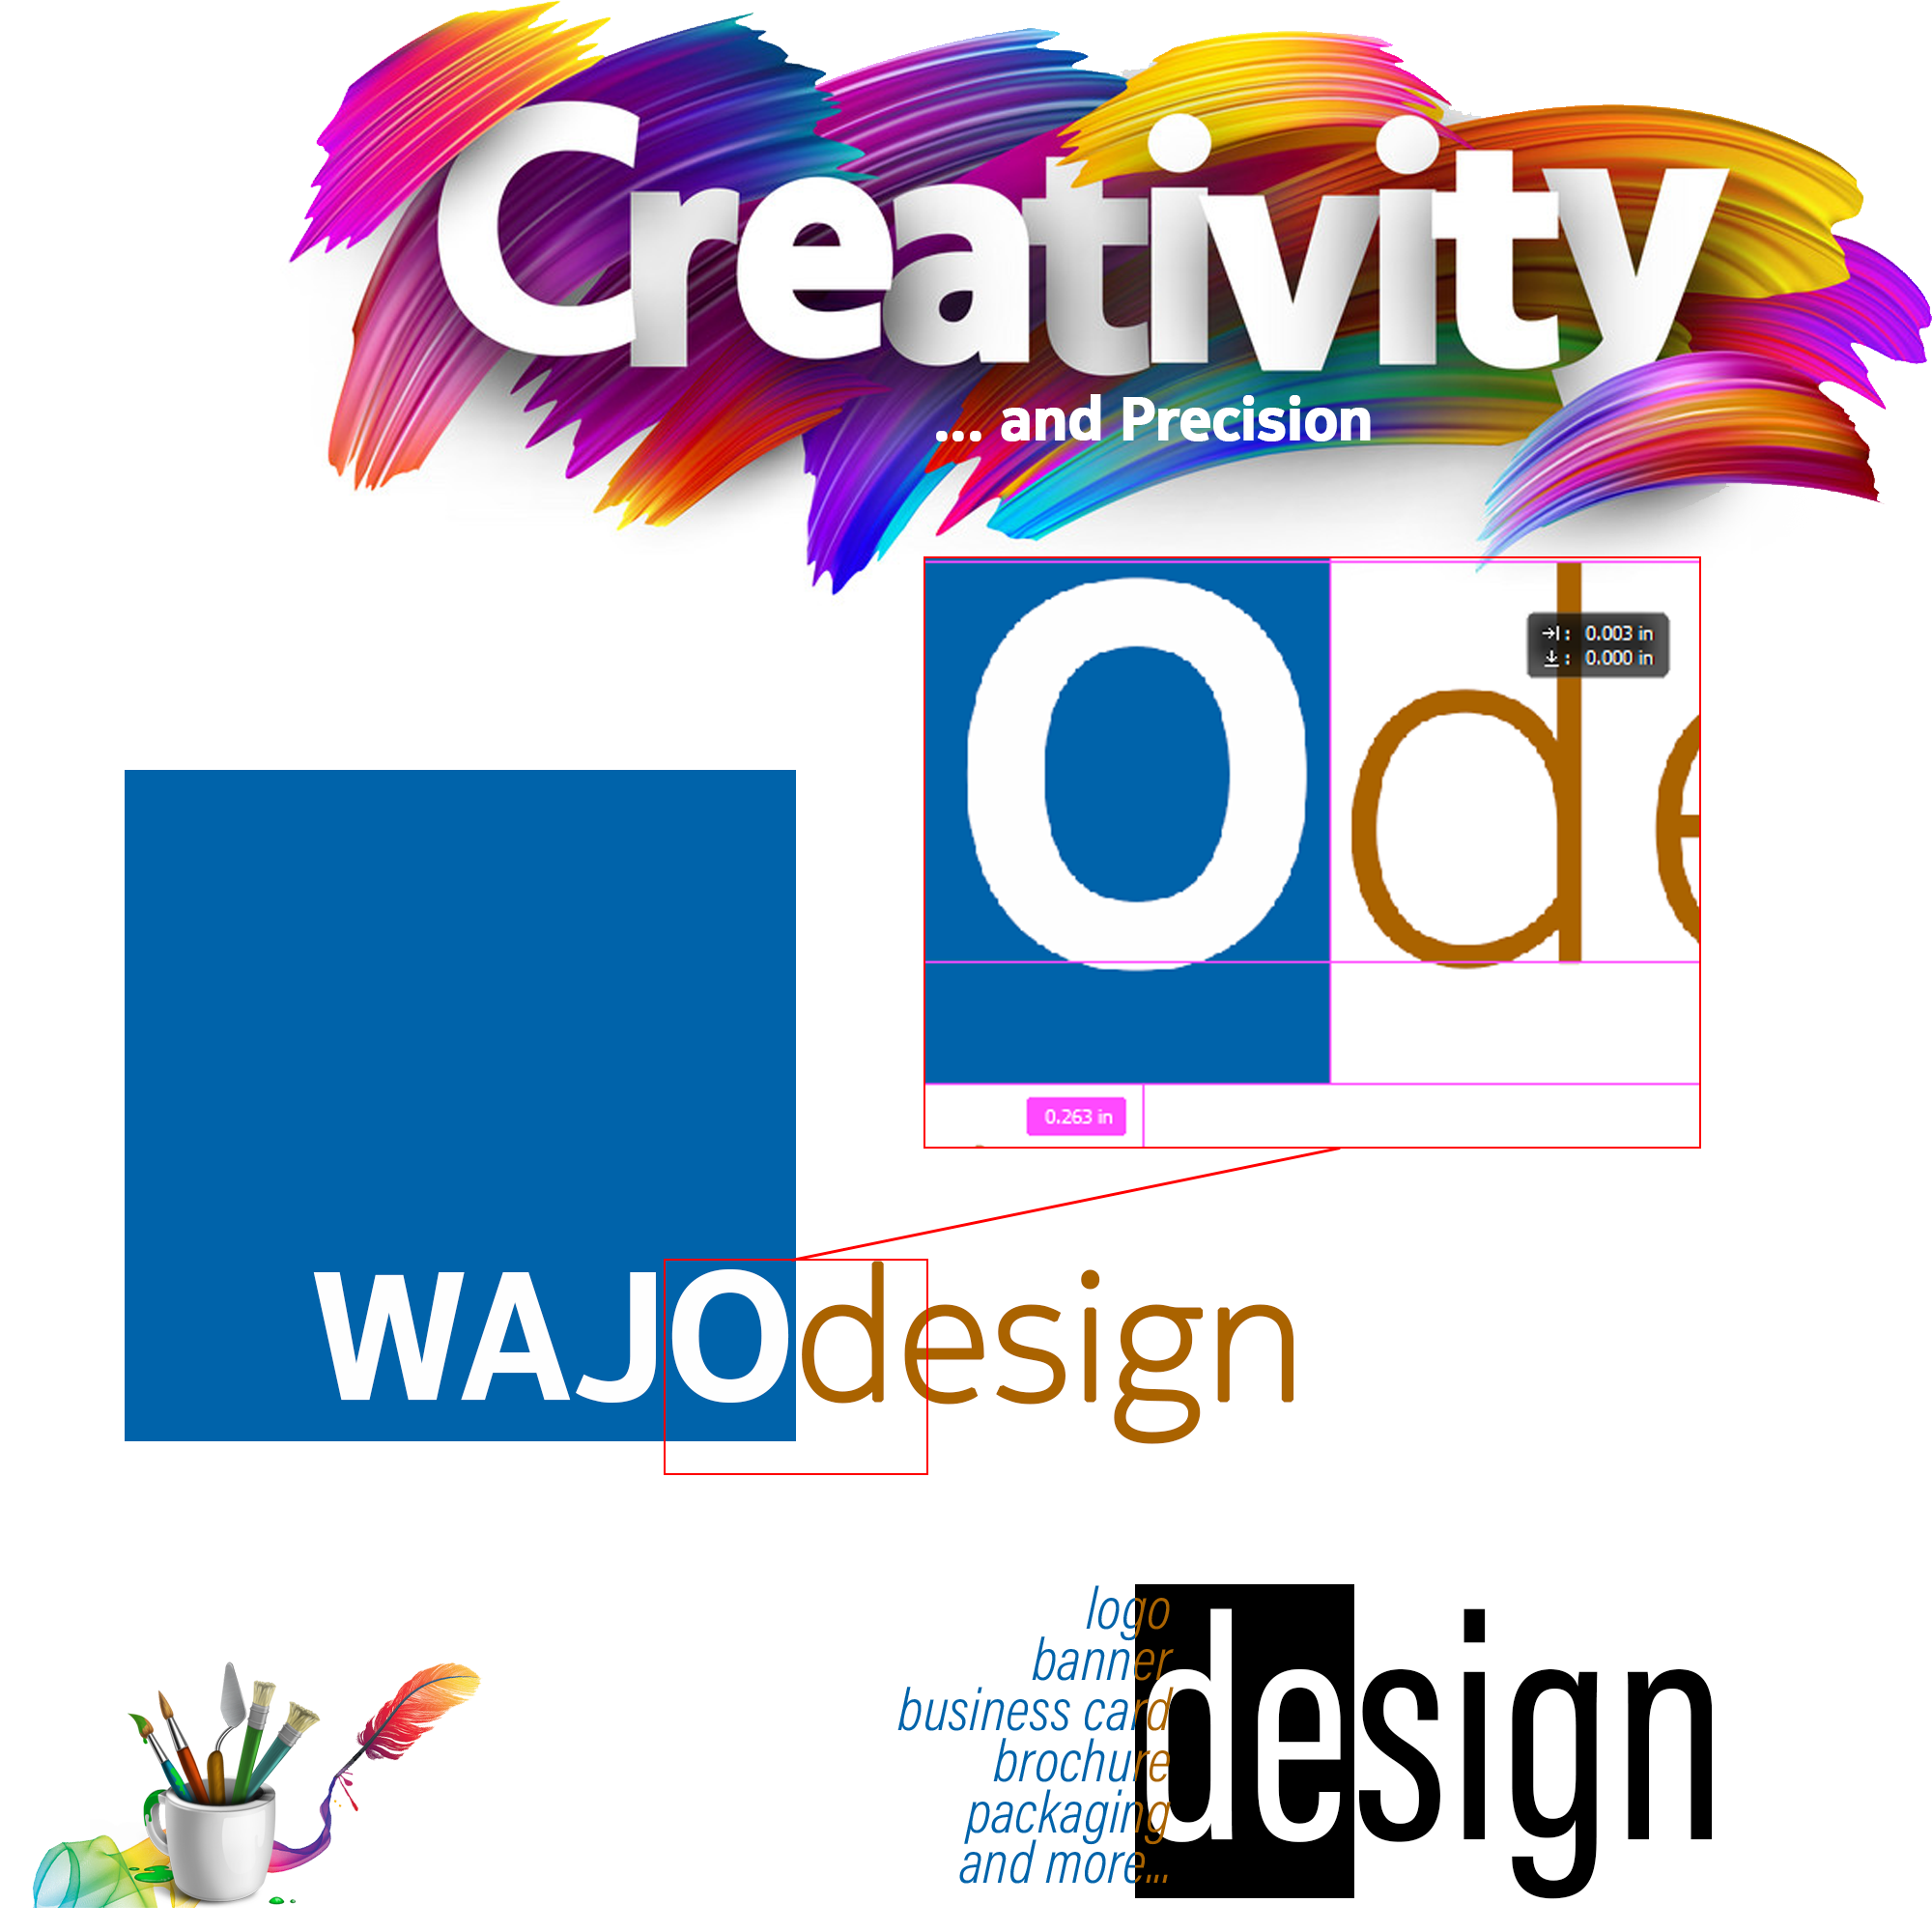 Creativity
... and Precision
O de
→|: 0.003 in
↓: 0.000 in
0.263 in
WAJOdesign
logo
banner
business card
brochure
packaging
and more...
design